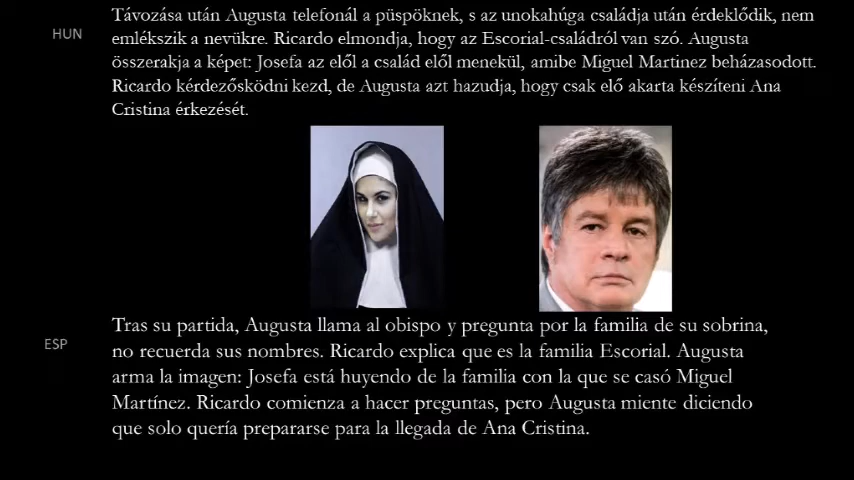 HUN
Távozása után Augusta telefonál a püspöknek, s az unokahúga családja után érdeklődik, nem
emlékszik a nevükre. Ricardo elmondja, hogy az Escorial-családról van szó. Augusta
összerakja a képet: Josefa az elől a család elől menekül, amibe Miguel Martinez beházasodott.
Ricardo kérdezősködni kezd, de Augusta azt hazudja, hogy csak elő akarta készíteni Ana
Cristina érkezését.
ESP
Tras su partida, Augusta llama al obispo y pregunta por la familia de su sobrina,
no recuerda sus nombres. Ricardo explica que es la familia Escorial. Augusta
arma la imagen: Josefa está huyendo de la familia con la que se casó Miguel
Martínez. Ricardo comienza a hacer preguntas, pero Augusta miente diciendo
que solo quería prepararse para la llegada de Ana Cristina.